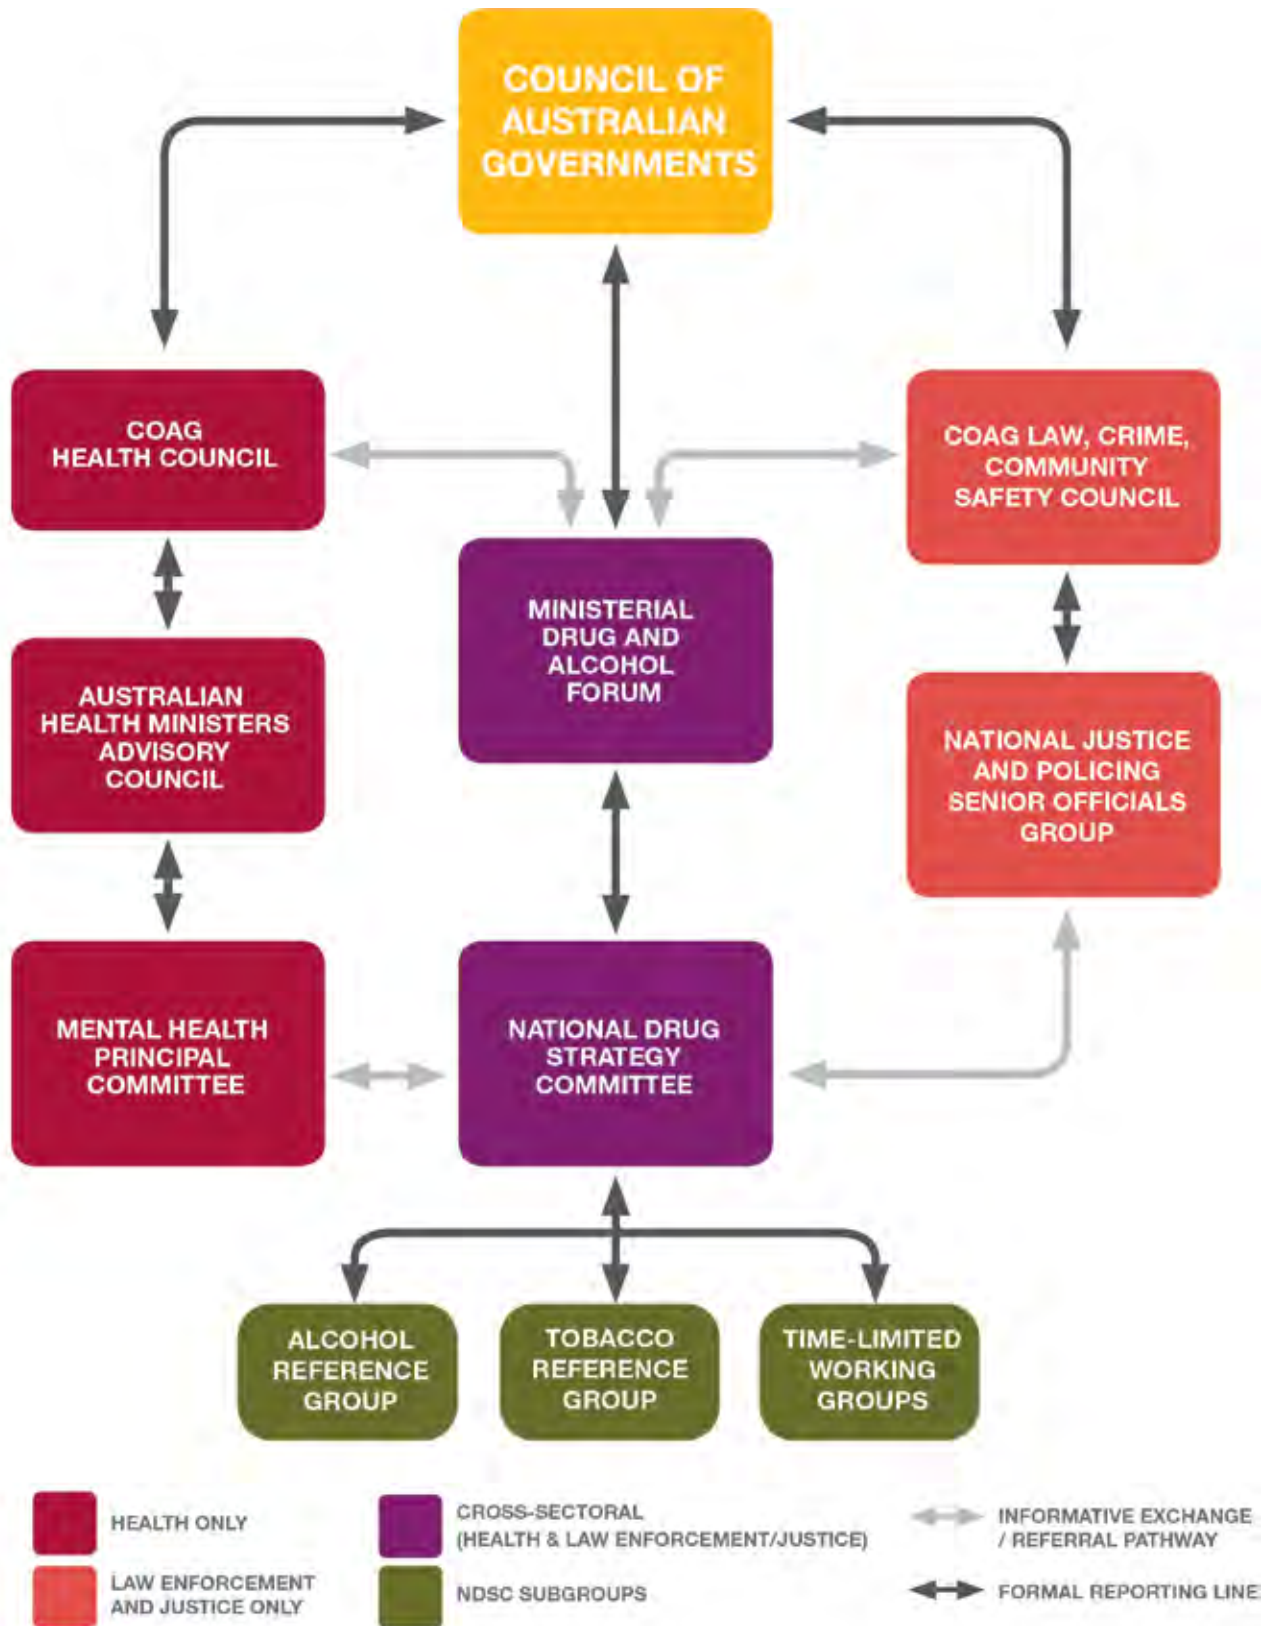 COUNCIL OF
AUSTRALIAN
GOVERNMENTS
COAG
HEALTH COUNCIL
COAG LAW, CRIME,
COMMUNITY
SAFETY COUNCIL
MINISTERIAL
DRUG AND
ALCOHOL
FORUM
AUSTRALIAN
HEALTH MINISTERS
ADVISORY
COUNCIL
NATIONAL JUSTICE
AND POLICING
SENIOR OFFICIALS
GROUP
MENTAL HEALTH
PRINCIPAL
COMMITTEE
NATIONAL DRUG
STRATEGY
COMMITTEE
ALCOHOL
REFERENCE
GROUP
TOBACCO
REFERENCE
GROUP
TIME-LIMITED
WORKING
GROUPS
HEALTH ONLY
LAW ENFORCEMENT
AND JUSTICE ONLY
CROSS-SECTORAL
(HEALTH & LAW ENFORCEMENT/JUSTICE)
NDSC SUBGROUPS
INFORMATIVE EXCHANGE
/ REFERRAL PATHWAY
FORMAL REPORTING LINE